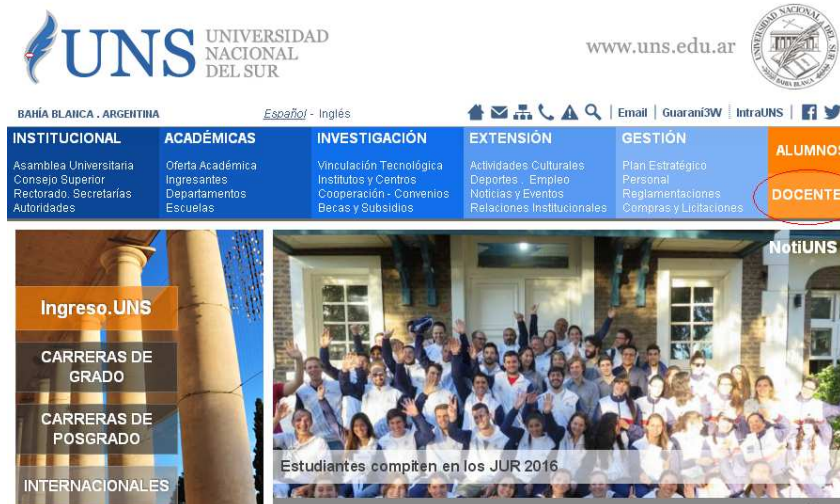 UNS UNIVERSIDAD
NACIONAL
DEL SUR
www.uns.edu.ar
BAHÍA BLANCA . ARGENTINA
Español - Inglés
Email | Guaraní3W | IntraUNS |
INSTITUCIONAL
Asamblea Universitaria
Consejo Superior
Rectorado. Secretarías
Autoridades
ACADÉMICAS
Oferta Académica
Ingresantes
Departamentos
Escuelas
INVESTIGACIÓN
Vinculación Tecnológica
Institutos y Centros
Cooperación - Convenios
Becas y Subsidios
EXTENSIÓN
Actividades Culturales
Deportes . Empleo
Noticias y Eventos
Relaciones Institucionales
GESTIÓN
Plan Estratégico
Personal
Reglamentaciones
Compras y Licitaciones
ALUMNOS
DOCENTE
NotiUNS
Ingreso.UNS
CARRERAS DE
GRADO
CARRERAS DE
POSGRADO
INTERNACIONALES
Estudiantes compiten en los JUR 2016